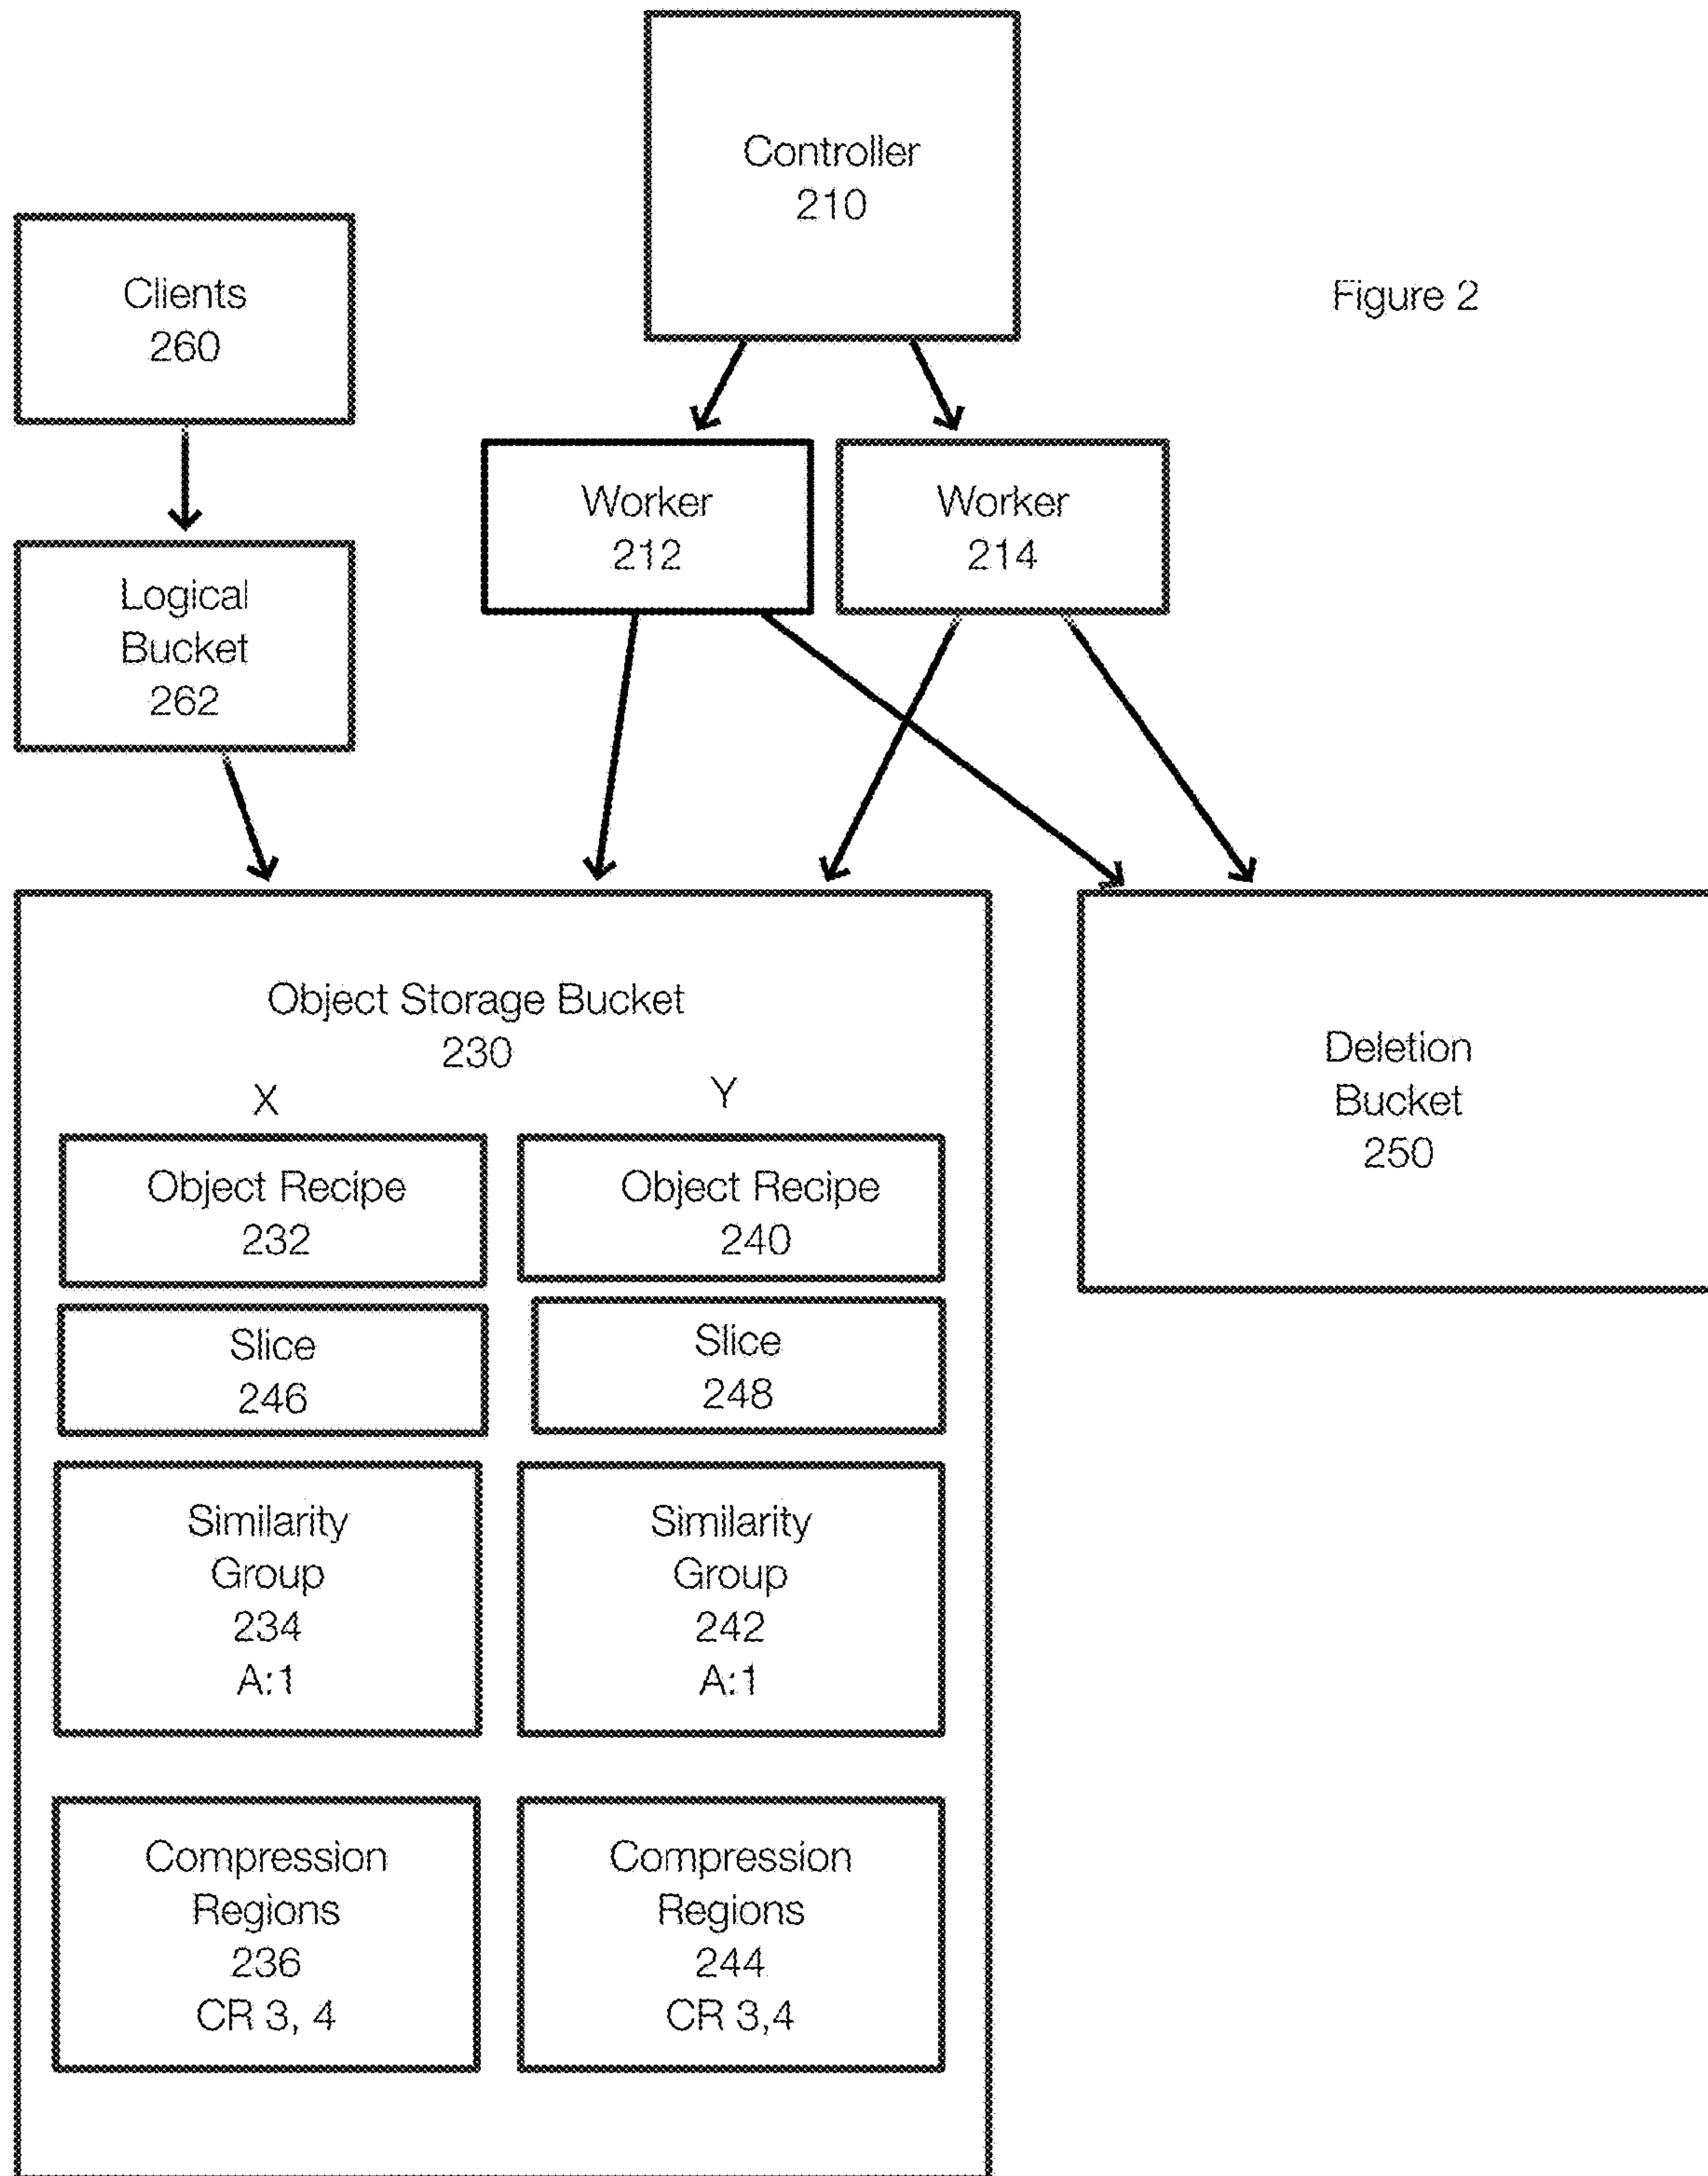 Controller
210
Clients
260
Figure 2
Worker
212
Worker
214
Logical
Bucket
262
Object Storage Bucket
230
X
Y
Object Recipe
232
Object Recipe
240
Slice
246
Slice
248
Similarity
Group
234
A:1
Similarity
Group
242
A:1
Compression
Regions
236
CR 3, 4
Compression
Regions
244
CR 3,4
Deletion
Bucket
250